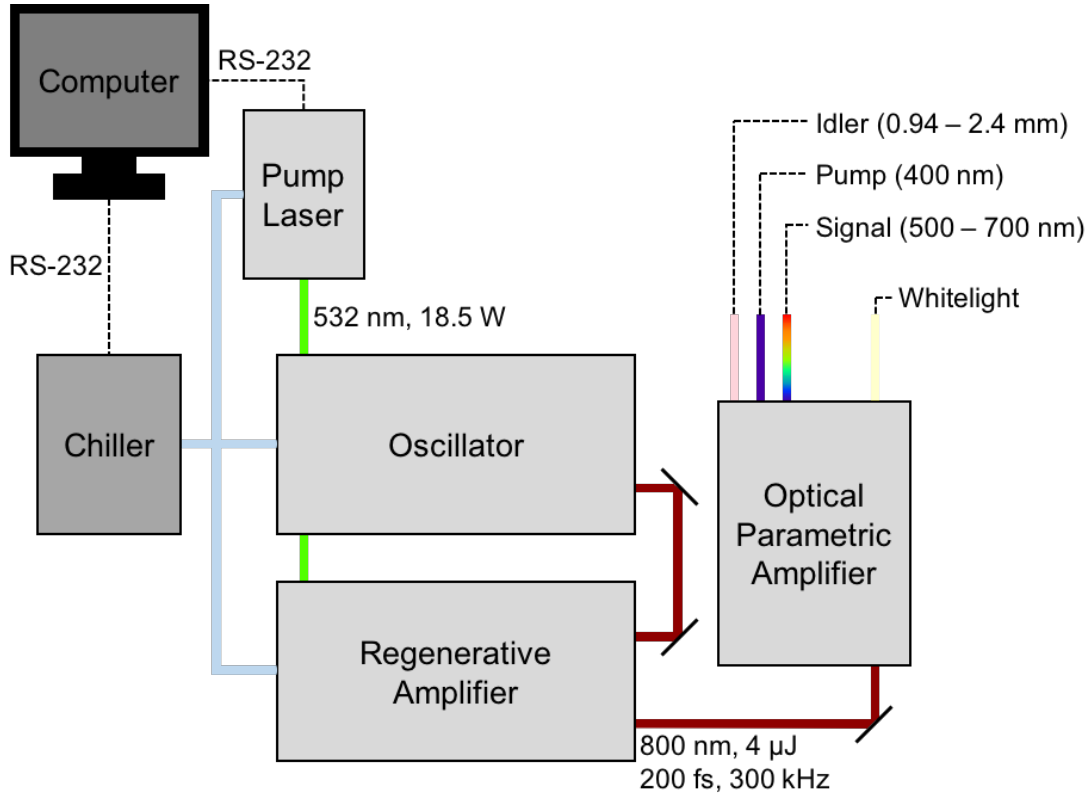 RS-232
Computer
Idler (0.94 – 2.4 mm)
Pump
Laser
Pump (400 nm)
Signal (500 – 700 nm)
RS-232
Whitelight
532 nm, 18.5 W
Chiller
Oscillator
Optical
Parametric
Amplifier
Regenerative
Amplifier
800 nm, 4 µJ
200 fs, 300 kHz